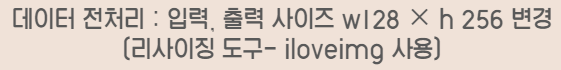 데이터 전처리 : 입력, 출력 사이즈 w128 × h 256 변경
(리사이징 도구- iloveimg 사용)